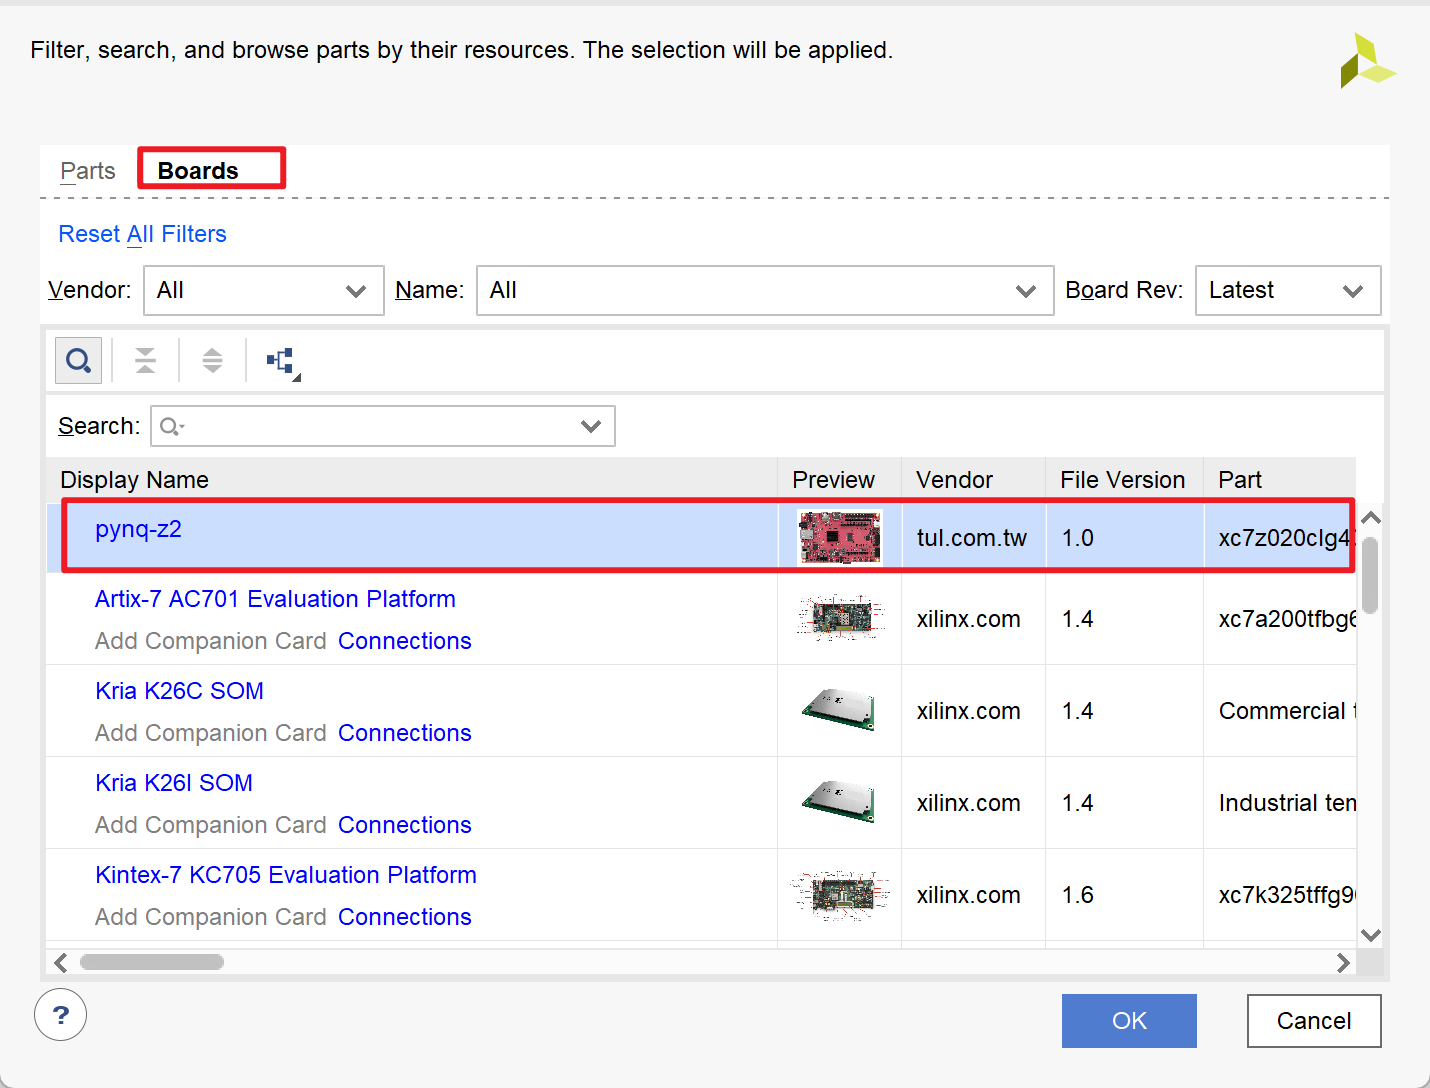 Filter, search, and browse parts by their resources. The selection will be applied.
Parts Boards
Reset All Filters
Vendor: All Name: All Board Rev: Latest
Search:
Display Name Preview Vendor File Version Part
pynq-z2 tul.com.tw 1.0 xc7z020clg4
Artix-7 AC701 Evaluation Platform
Add Companion Card Connections xilinx.com 1.4 xc7a200tfbg6
Kria K26C SOM
Add Companion Card Connections xilinx.com 1.4 Commercial t
Kria K26I SOM
Add Companion Card Connections xilinx.com 1.4 Industrial tem
Kintex-7 KC705 Evaluation Platform
Add Companion Card Connections xilinx.com 1.6 xc7k325tffg9
? OK Cancel